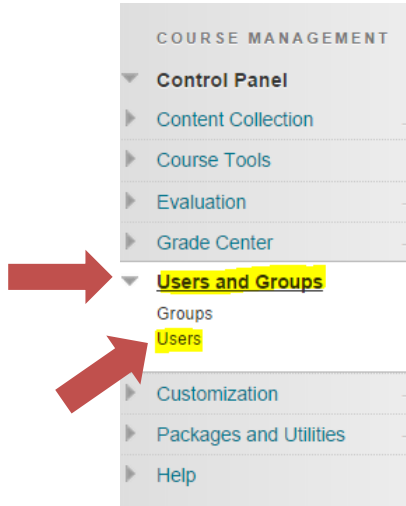 COURSE MANAGEMENT
Control Panel
Content Collection
Course Tools
Evaluation
Grade Center
Users and Groups
Groups
Users
Customization
Packages and Utilities
Help